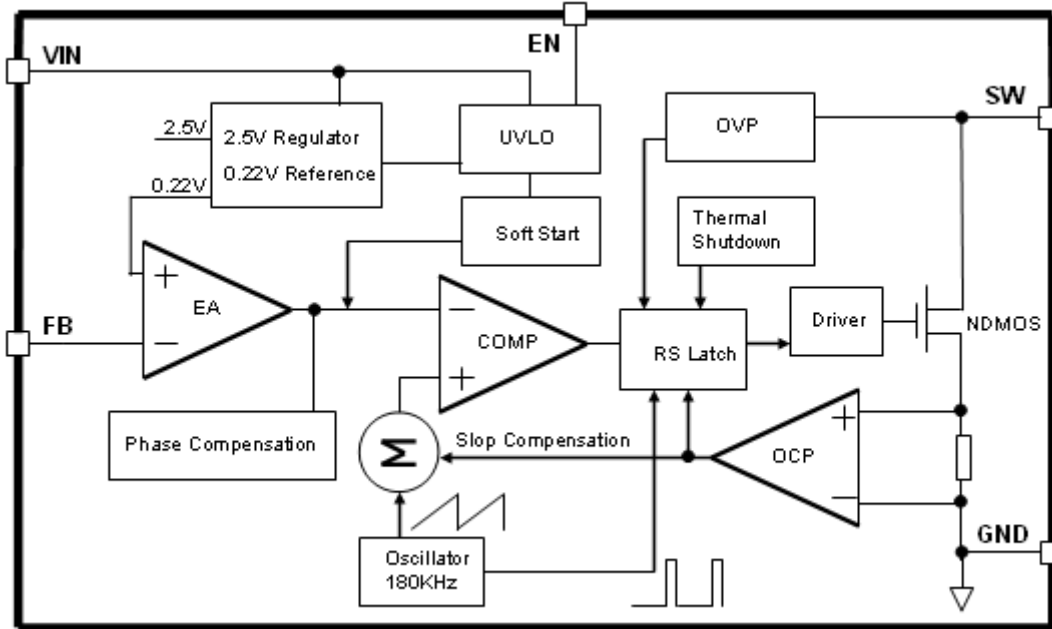 EN
VIN
SW
2.5V
2.5V Regulator
0.22V Reference
UVLO
OVP
0.22V
Soft Start
Thermal
Shutdown
+
EA
−
FB
−
COMP
+
RS Latch
Driver
NDMOS
Phase Compensation
Σ
Slop Compensation
+
OCP
−
GND
Oscillator
180KHz